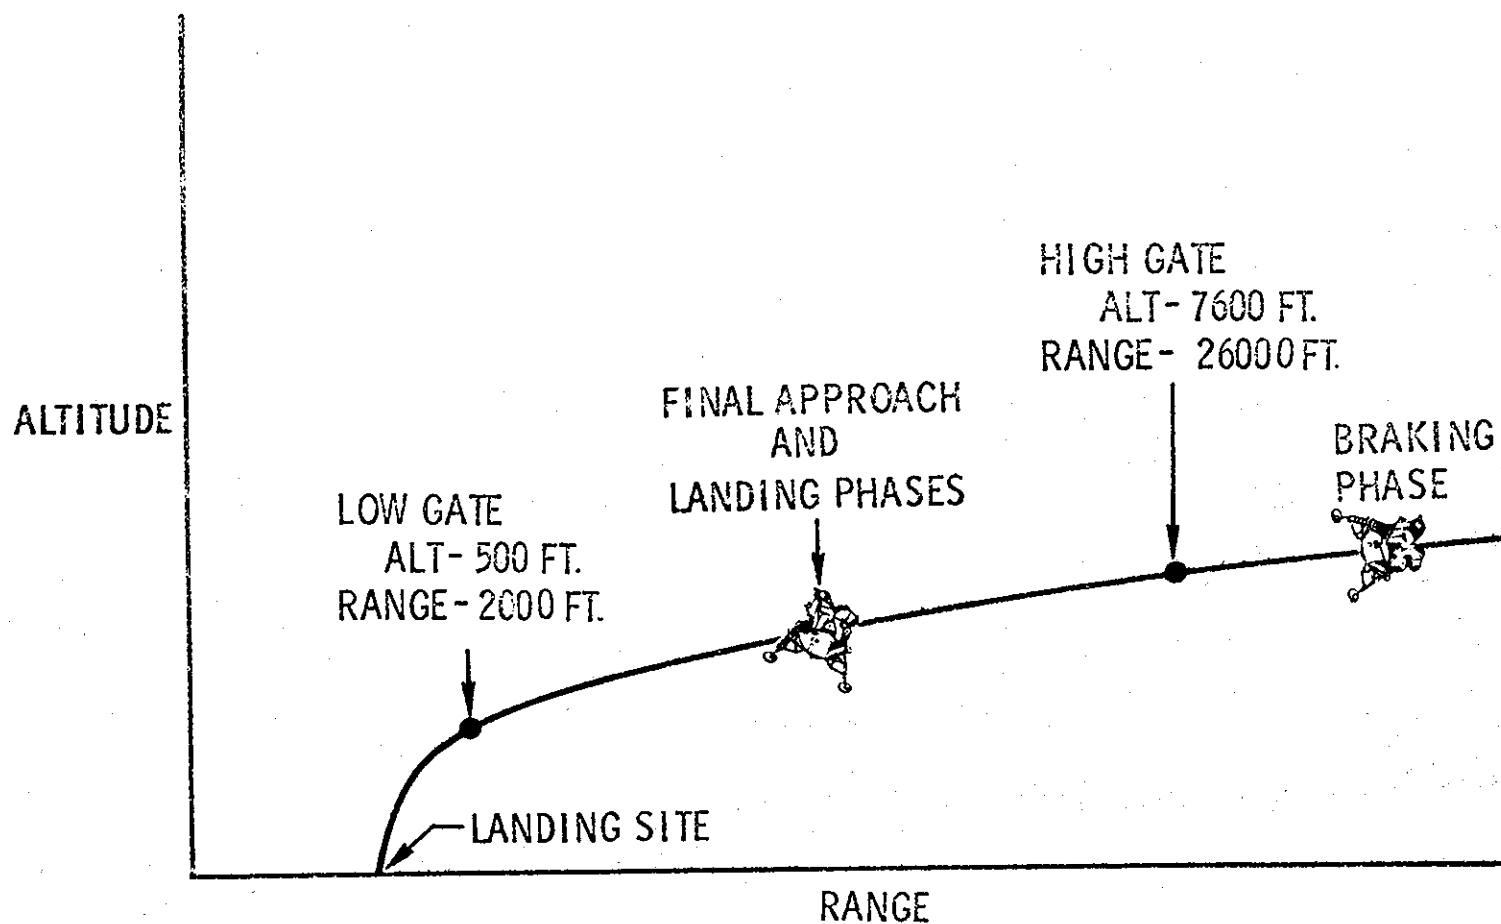 HIGH GATE
ALT- 7600 FT.
RANGE- 26000 FT.
ALTITUDE
FINAL APPROACH
AND
LANDING PHASES
BRAKING
PHASE
LOW GATE
ALT- 500 FT.
RANGE- 2000 FT.
LANDING SITE
RANGE